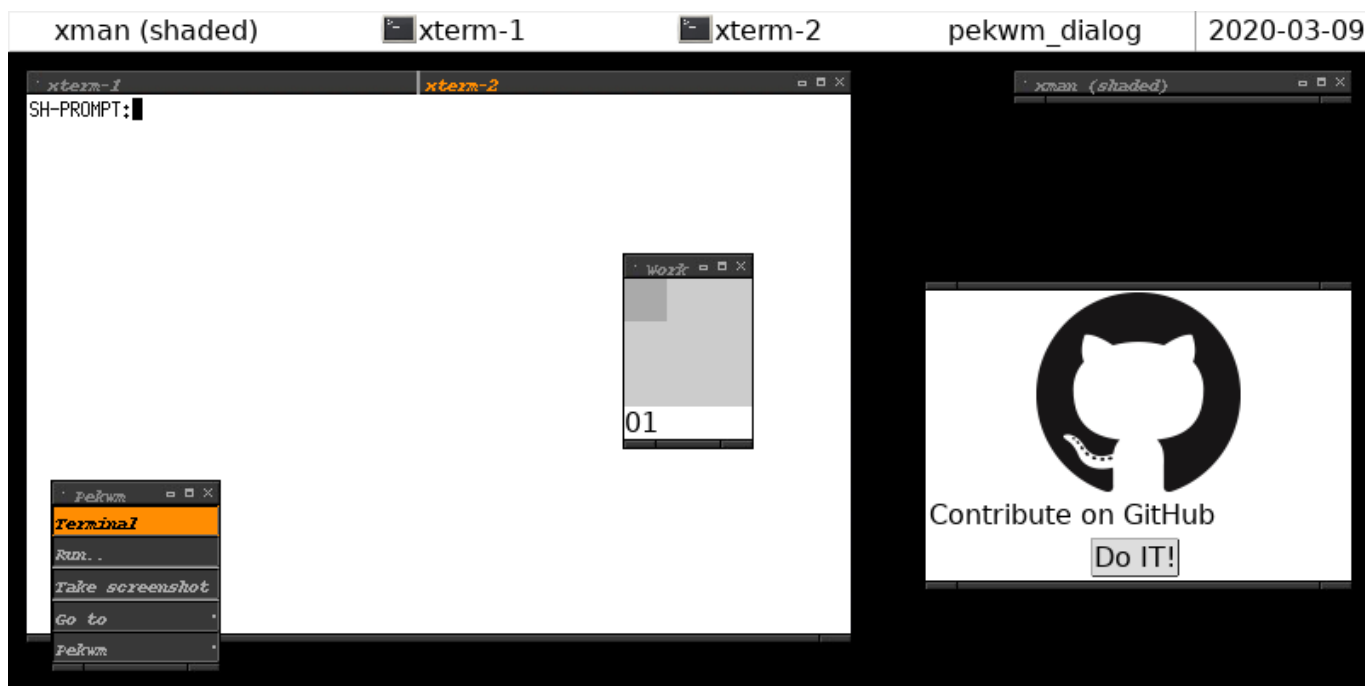 xman (shaded) xterm-1 xterm-2 pekwm_dialog 2020-03-09
xterm-1 xterm-2
SH-PROMPT:
xman (shaded)
Work
01
Contribute on GitHub
Do IT!
Pekwm
Terminal
Run..
Take screenshot
Go to
Pekwm